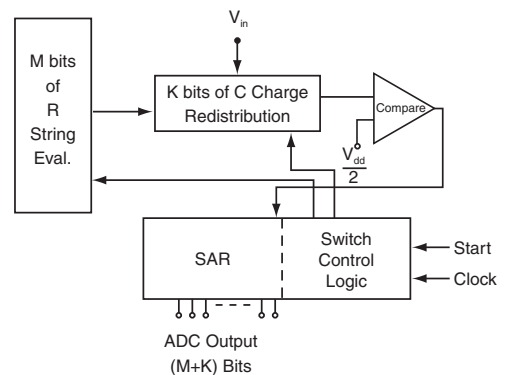 V_in
M bits
of
R
String
Eval.
K bits of C Charge
Redistribution
Compare
V_dd
2
SAR
Switch
Control
Logic
Start
Clock
ADC Output
(M+K) Bits